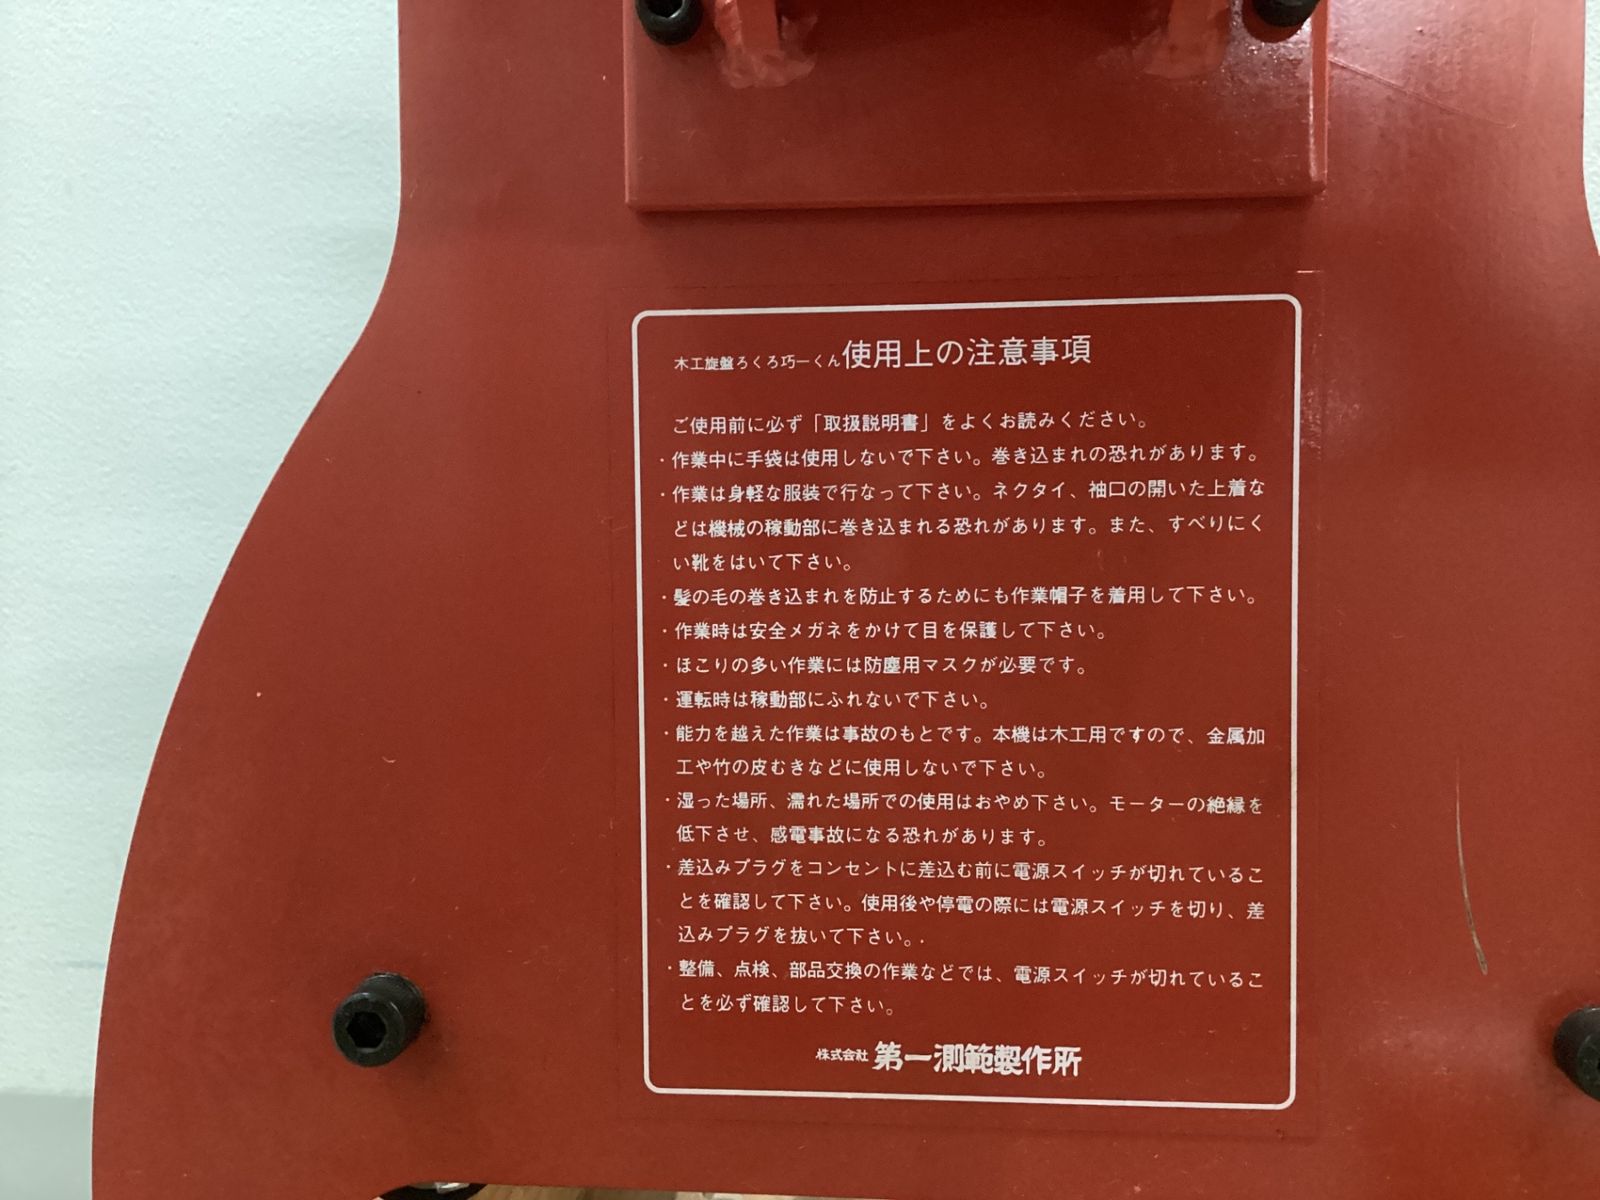 木工旋盤ろくろ巧一くん使用上の注意事項
ご使用前に必ず「取扱説明書」をよくお読みください。
・作業中に手袋は使用しないで下さい。巻き込まれの恐れがあります。
・作業は身軽な服装で行なって下さい。ネクタイ、袖口の開いた上着な
どは機械の稼動部に巻き込まれる恐れがあります。また、すべりにく
い靴をはいて下さい。
・髪の毛の巻き込まれを防止するためにも作業帽子を着用して下さい。
・作業時は安全メガネをかけて目を保護して下さい。
・ほこりの多い作業には防塵用マスクが必要です。
・運転時は稼動部にふれないで下さい。
・能力を越えた作業は事故のもとです。本機は木工用ですので、金属加
工や竹の皮むきなどに使用しないで下さい。
・湿った場所、濡れた場所での使用はおやめ下さい。モーターの絶縁を
低下させ、感電事故になる恐れがあります。
・差込みプラグをコンセントに差込む前に電源スイッチが切れているこ
とを確認して下さい。使用後や停電の際には電源スイッチを切り、差
込みプラグを抜いて下さい。.
・整備、点検、部品交換の作業などでは、電源スイッチが切れているこ
とを必ず確認して下さい。
株式会社 第一測範製作所